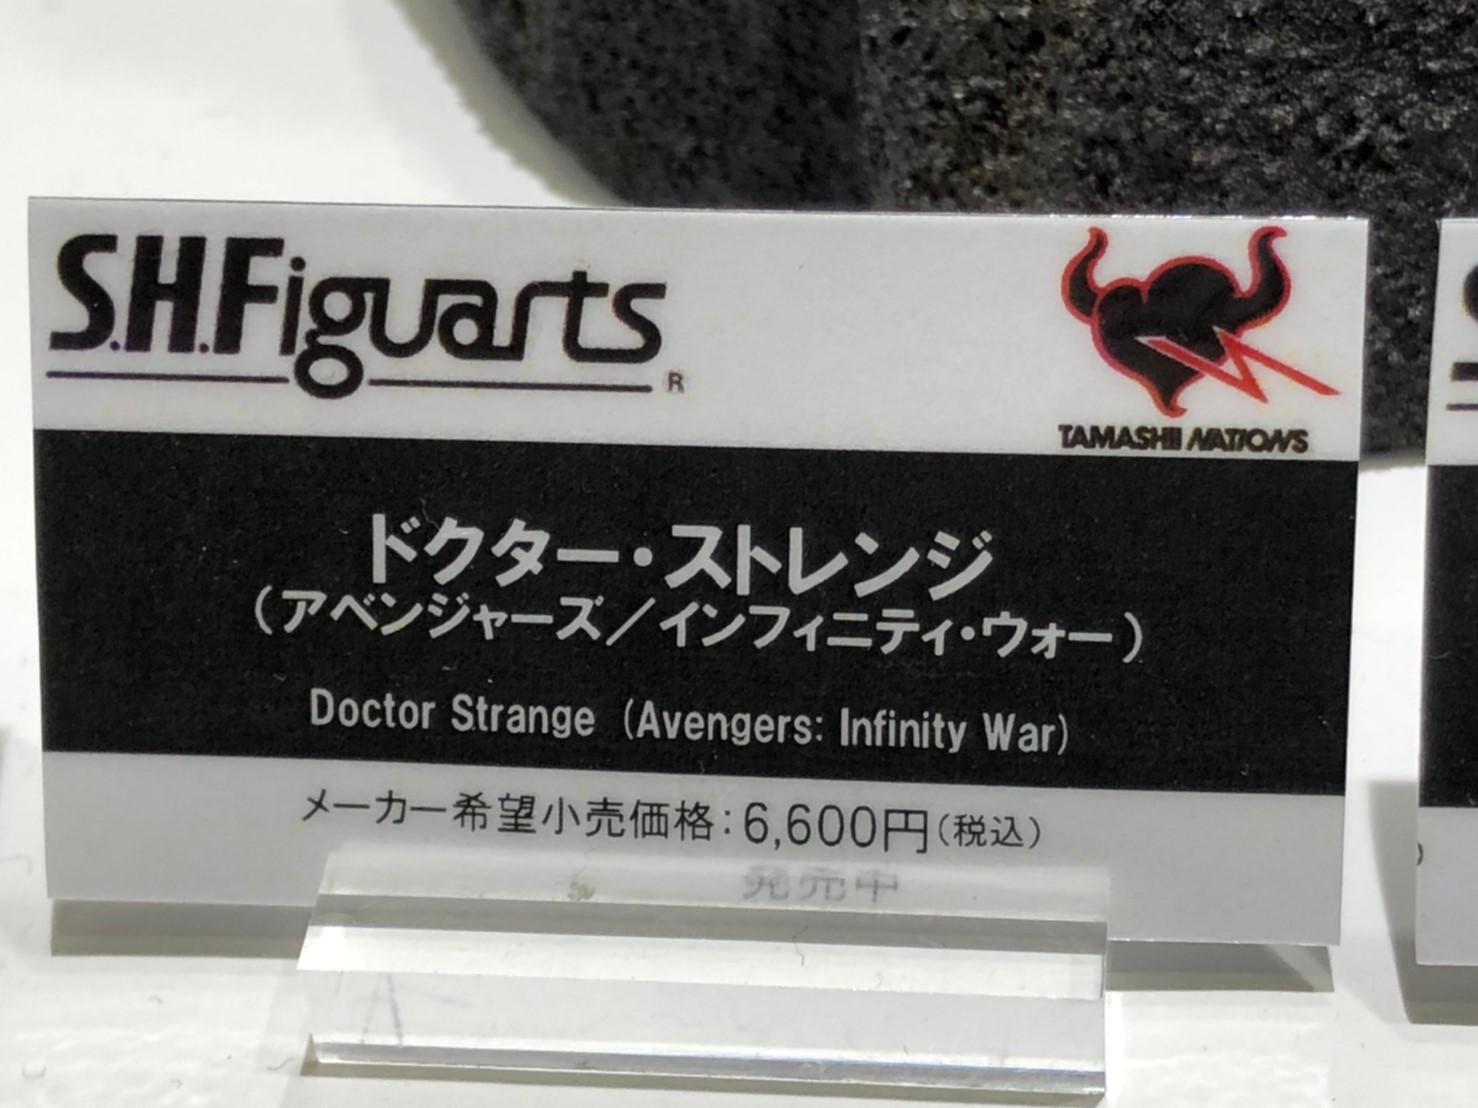 S.H.Figuarts
®
TAMASHII NATIONS
ドクター・ストレンジ
(アベンジャーズ／インフィニティ・ウォー)
Doctor Strange (Avengers: Infinity War)
メーカー希望小売価格:6,600円(税込)
発売中